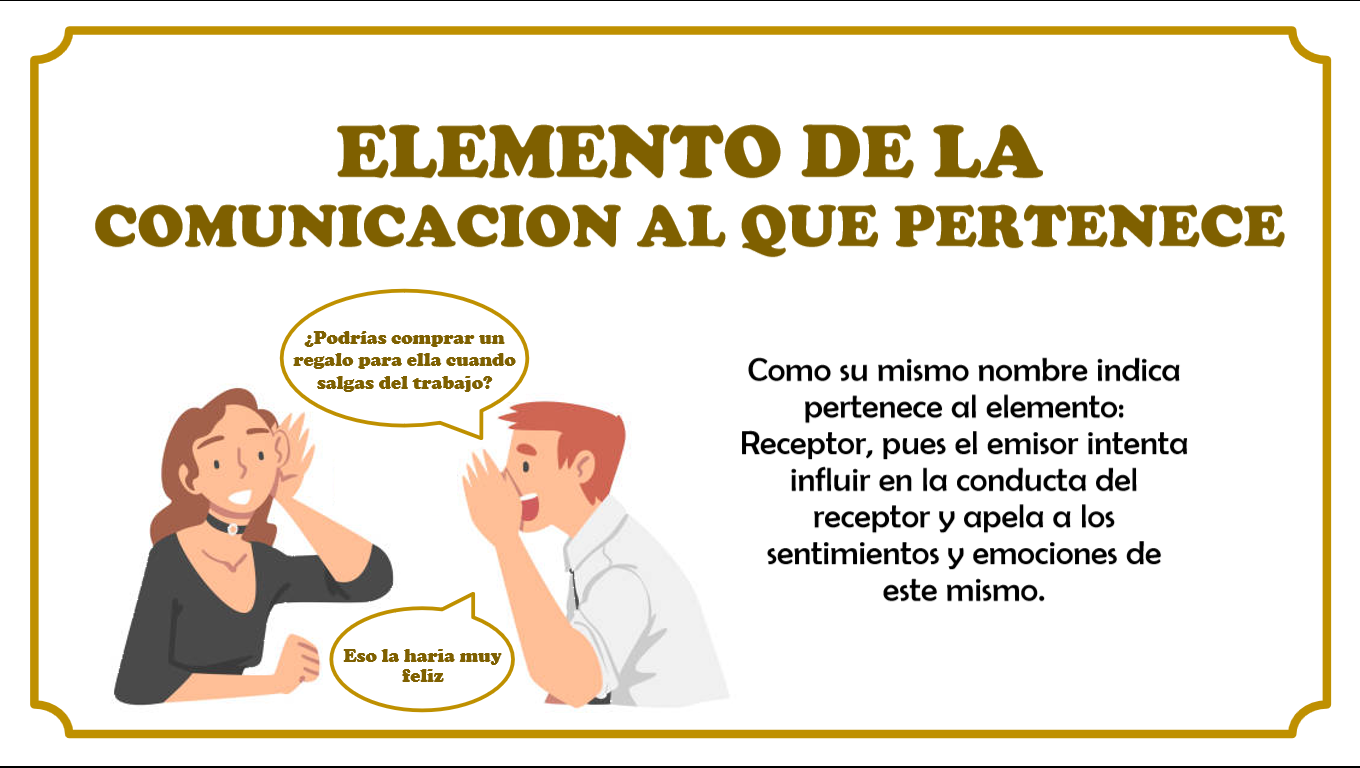 ELEMENTO DE LA
COMUNICACION AL QUE PERTENECE
¿Podrías comprar un
regalo para ella cuando
salgas del trabajo?
Eso la haria muy
feliz
Como su mismo nombre indica
pertenece al elemento:
Receptor, pues el emisor intenta
influir en la conducta del
receptor y apela a los
sentimientos y emociones de
este mismo.